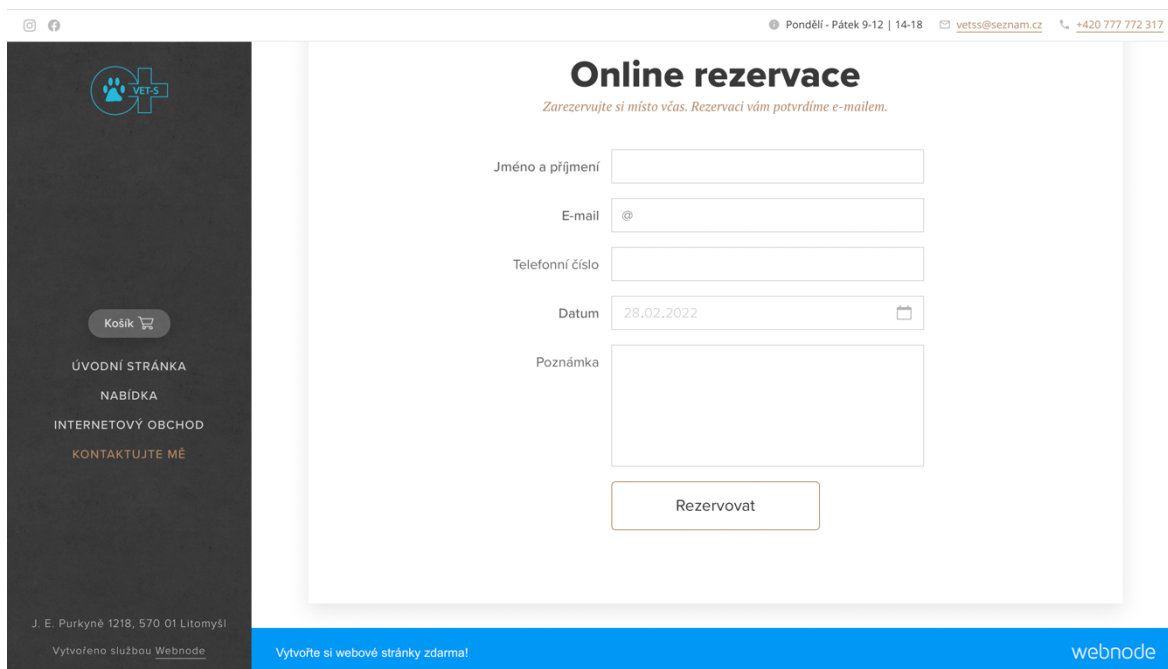 Pondělí - Pátek 9-12 | 14-18 vetss@seznam.cz +420 777 772 317
VET-S
Online rezervace
Zarezervujte si místo včas. Rezervaci vám potvrdíme e-mailem.
Jméno a příjmení
E-mail @
Telefonní číslo
Datum 28.02.2022
Poznámka
Rezervovat
Košík
ÚVODNÍ STRÁNKA
NABÍDKA
INTERNETOVÝ OBCHOD
KONTAKTUJTE MĚ
J. E. Purkyně 1218, 570 01 Litomyšl
Vytvořeno službou Webnode
Vytvořte si webové stránky zdarma! webnode